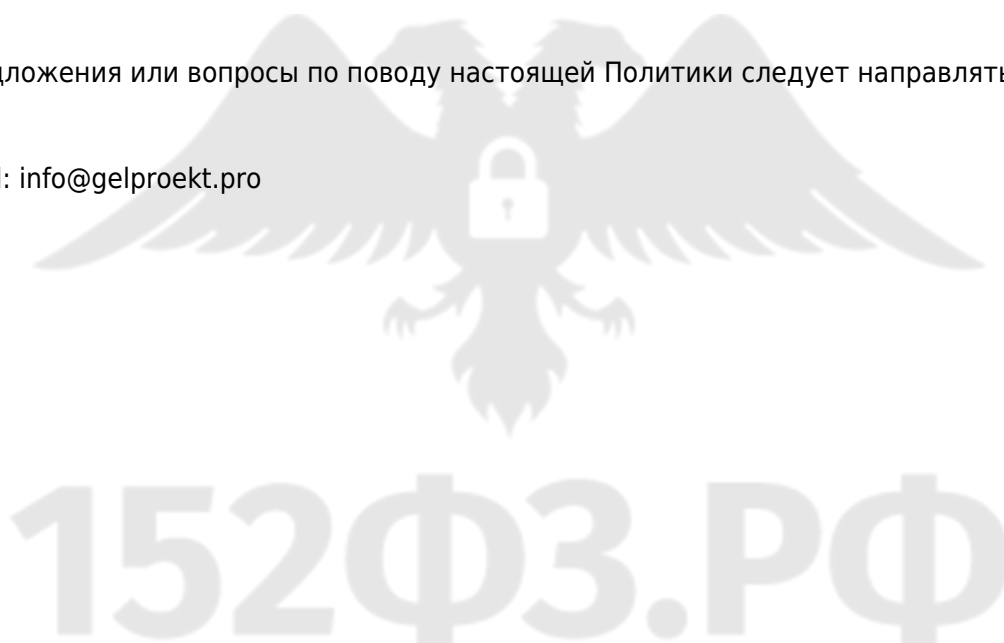 дложения или вопросы по поводу настоящей Политики следует направлять
: info@gelproekt.pro
152ФЗ.РФ